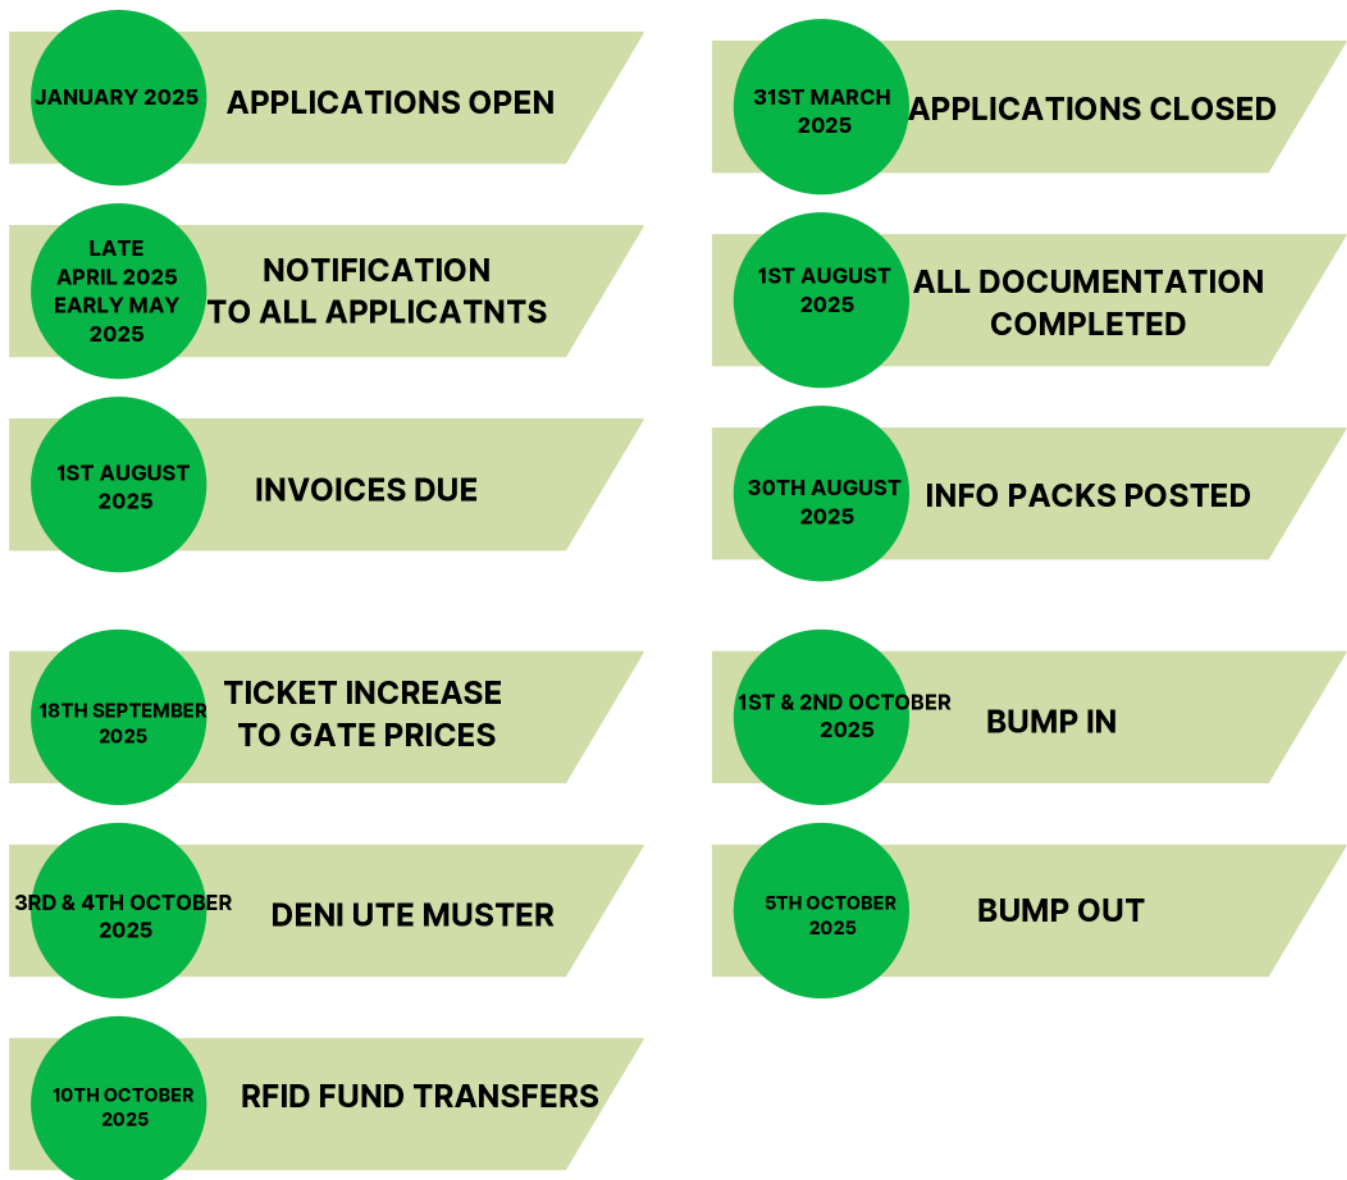 JANUARY 2025
APPLICATIONS OPEN
31ST MARCH
2025
APPLICATIONS CLOSED
LATE
APRIL 2025
EARLY MAY
2025
NOTIFICATION
TO ALL APPLICATNTS
1ST AUGUST
2025
ALL DOCUMENTATION
COMPLETED
1ST AUGUST
2025
INVOICES DUE
30TH AUGUST
2025
INFO PACKS POSTED
18TH SEPTEMBER
2025
TICKET INCREASE
TO GATE PRICES
1ST & 2ND OCTOBER
2025
BUMP IN
3RD & 4TH OCTOBER
2025
DENI UTE MUSTER
5TH OCTOBER
2025
BUMP OUT
10TH OCTOBER
2025
RFID FUND TRANSFERS